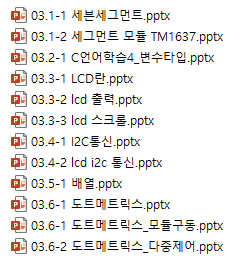 03.1-1 세븐세그먼트.pptx
03.1-2 세그먼트 모듈 TM1637.pptx
03.2-1 C언어학습4_변수타입.pptx
03.3-1 LCD란.pptx
03.3-2 lcd 출력.pptx
03.3-3 lcd 스크롤.pptx
03.4-1 I2C통신.pptx
03.4-2 lcd i2c 통신.pptx
03.5-1 배열.pptx
03.6-1 도트메트릭스.pptx
03.6-1 도트메트릭스_모듈구동.pptx
03.6-2 도트메트릭스_다중제어.pptx